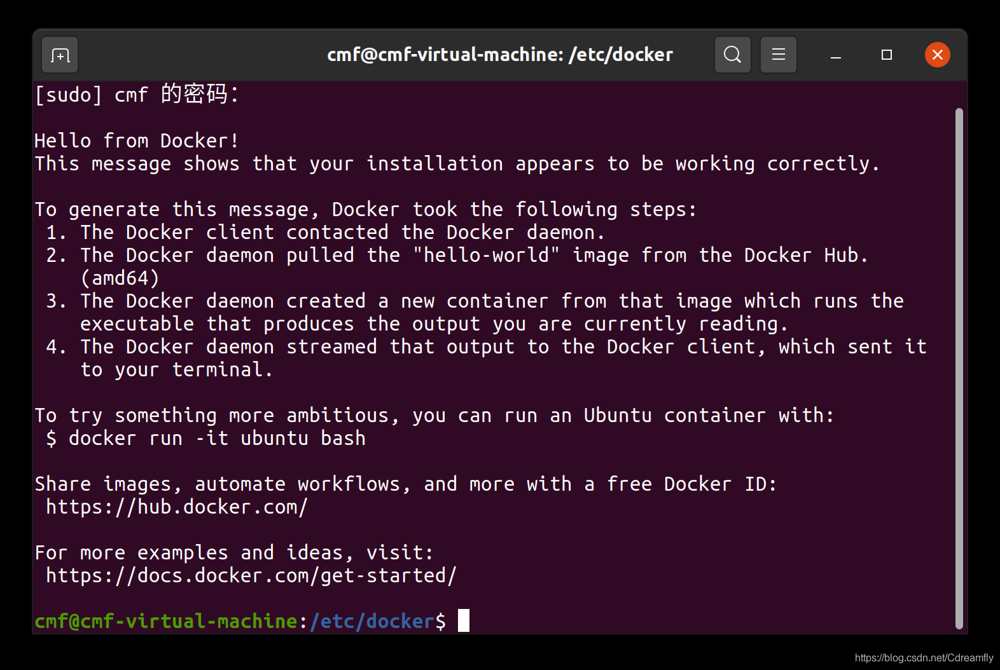 cmf@cmf-virtual-machine: /etc/docker
[sudo] cmf 的密码：
Hello from Docker!
This message shows that your installation appears to be working correctly.
To generate this message, Docker took the following steps:
 1. The Docker client contacted the Docker daemon.
 2. The Docker daemon pulled the "hello-world" image from the Docker Hub.
    (amd64)
 3. The Docker daemon created a new container from that image which runs the
    executable that produces the output you are currently reading.
 4. The Docker daemon streamed that output to the Docker client, which sent it
    to your terminal.
To try something more ambitious, you can run an Ubuntu container with:
 $ docker run -it ubuntu bash
Share images, automate workflows, and more with a free Docker ID:
 https://hub.docker.com/
For more examples and ideas, visit:
 https://docs.docker.com/get-started/
cmf@cmf-virtual-machine:/etc/docker$
https://blog.csdn.net/Cdreamfly